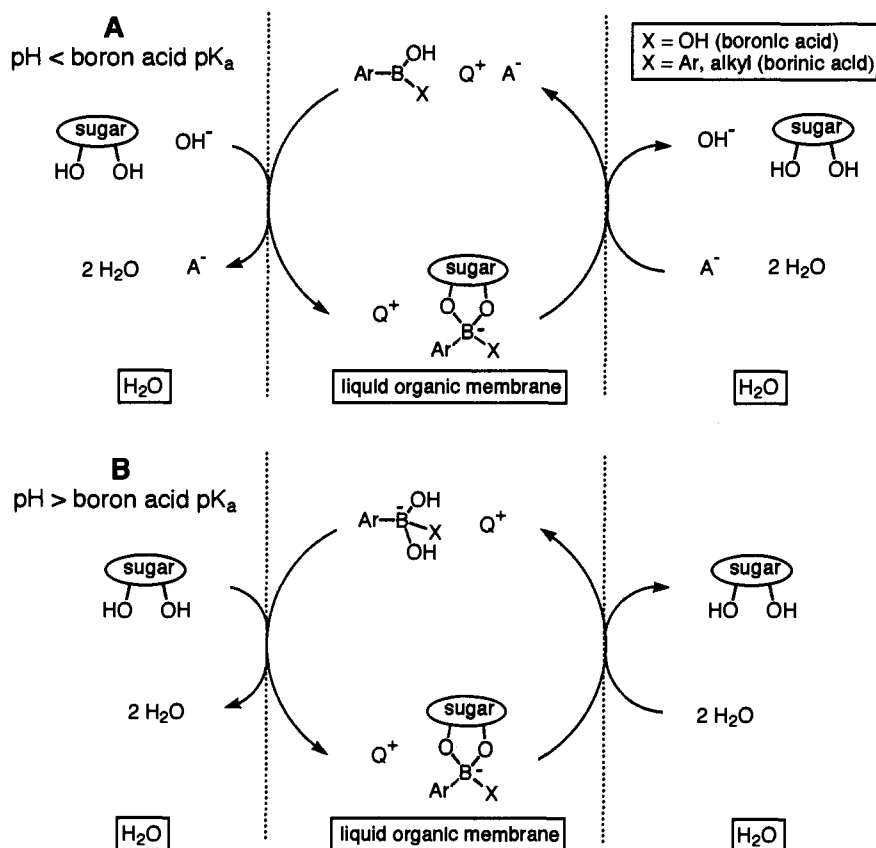 A
pH < boron acid pKa
X = OH (boronic acid)
X = Ar, alkyl (borinic acid)
OH
Ar–B
X
Q+ A-
sugar
HO OH
OH-
OH-
sugar
HO OH
2 H2O A-
A- 2 H2O
sugar
O O
Q+
B-
Ar X
H2O
liquid organic membrane
H2O
B
pH > boron acid pKa
-
OH
Ar–B
X
OH
Q+
sugar
HO OH
sugar
HO OH
2 H2O
2 H2O
sugar
O O
Q+
B-
Ar X
H2O
liquid organic membrane
H2O